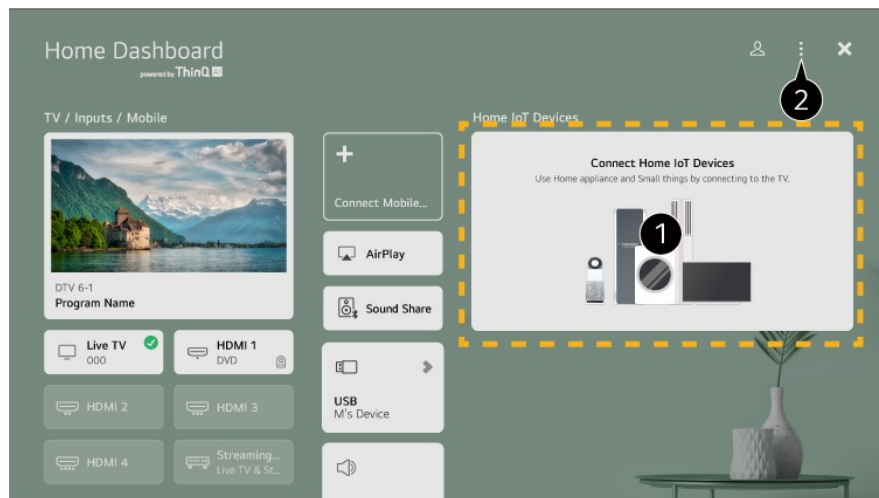 Home Dashboard
powered by ThinQ AI
2
TV / Inputs / Mobile
Home IoT Devices
DTV 6-1
Program Name
Live TV
000
HDMI 1
DVD
HDMI 2
HDMI 3
HDMI 4
Streaming...
Live TV & St...
+
Connect Mobile...
AirPlay
Sound Share
USB
M's Device
Connect Home IoT Devices
Use Home appliance and Small things by connecting to the TV.
1